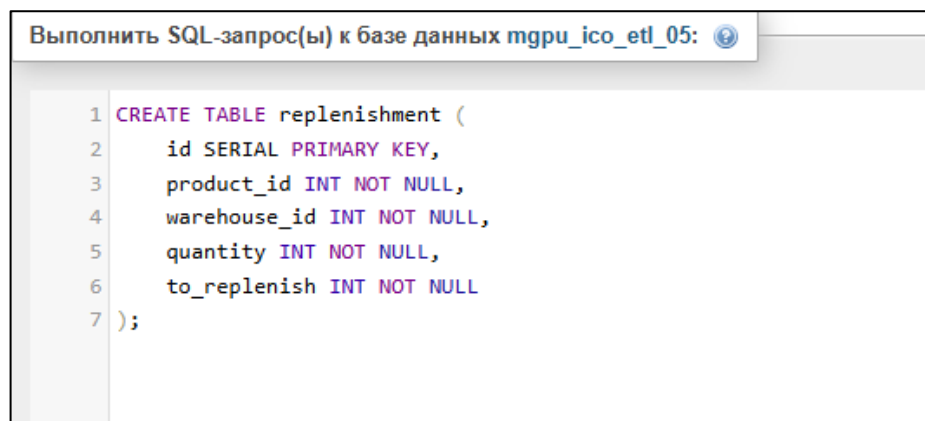 Выполнить SQL-запрос(ы) к базе данных mgpu_ico_etl_05:
1 CREATE TABLE replenishment (
2 id SERIAL PRIMARY KEY,
3 product_id INT NOT NULL,
4 warehouse_id INT NOT NULL,
5 quantity INT NOT NULL,
6 to_replenish INT NOT NULL
7 );